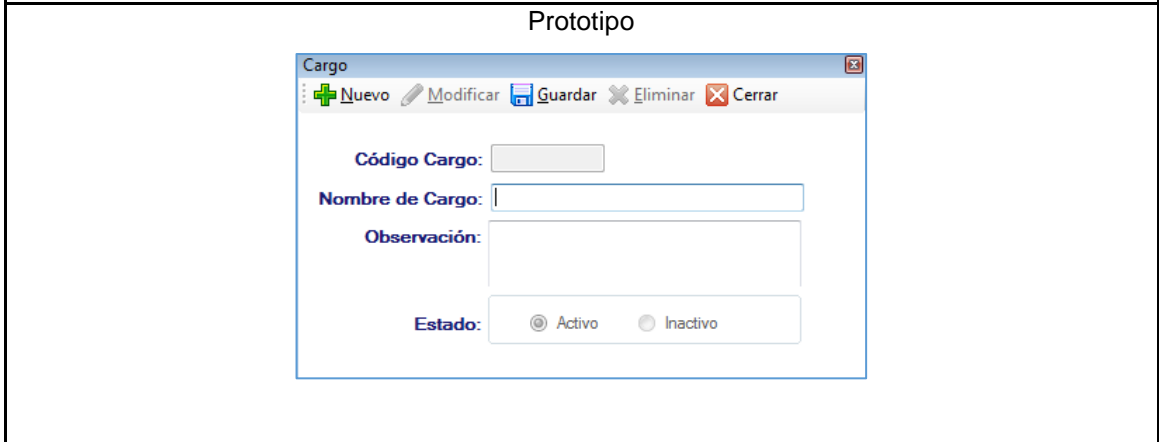 Prototipo
Cargo
Nuevo Modificar Guardar Eliminar Cerrar
Código Cargo:
Nombre de Cargo:
Observación:
Estado: Activo Inactivo